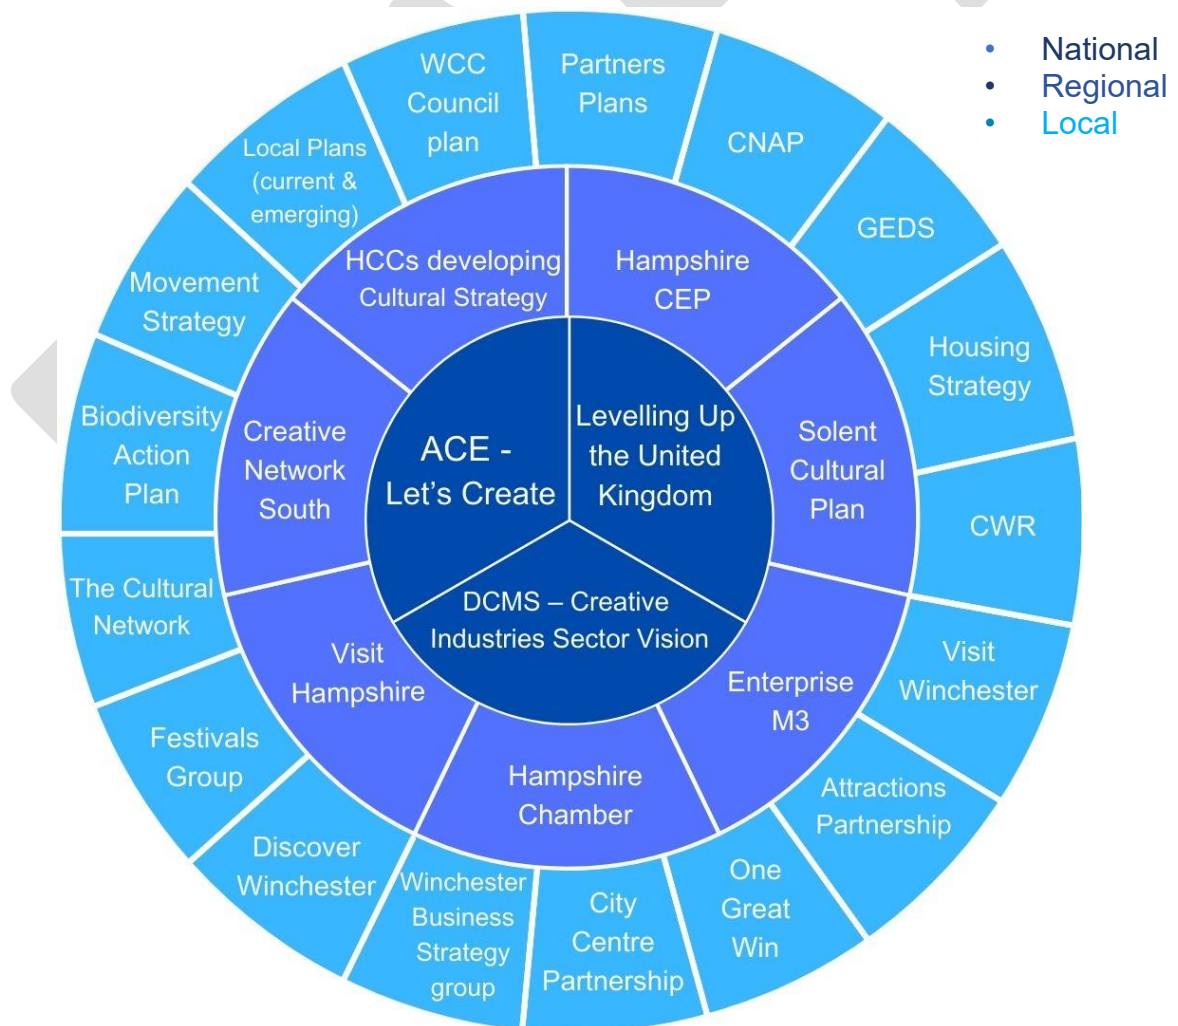 National
Regional
Local
WCC
Council
plan
Partners
Plans
CNAP
GEDS
Housing
Strategy
CWR
Visit
Winchester
Attractions
Partnership
One
Great
Win
City
Centre
Partnership
Winchester
Business
Strategy
group
Discover
Winchester
Festivals
Group
The Cultural
Network
Biodiversity
Action
Plan
Movement
Strategy
Local Plans
(current &
emerging)
HCCs developing
Cultural Strategy
Hampshire
CEP
Solent
Cultural
Plan
Enterprise
M3
Hampshire
Chamber
Visit
Hampshire
Creative
Network
South
ACE -
Let’s Create
Levelling Up
the United
Kingdom
DCMS – Creative
Industries Sector Vision